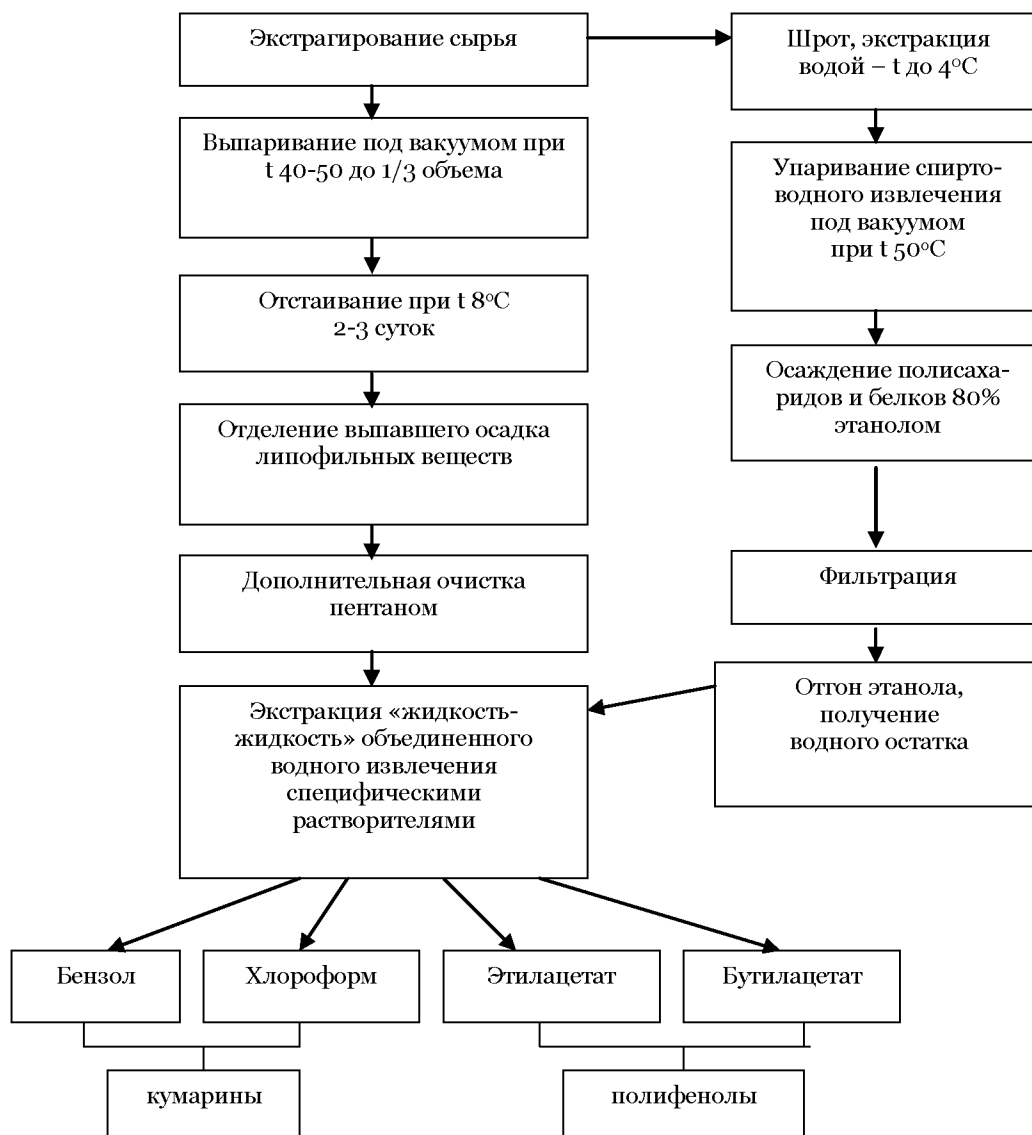 Экстрагирование сырья
Шрот, экстракция
водой – t до 4°С
Выпаривание под вакуумом при
t 40-50 до 1/3 объема
Упаривание спирто-
водного извлечения
под вакуумом
при t 50°С
Отстаивание при t 8°С
2-3 суток
Осаждение полисаха-
ридов и белков 80%
этанолом
Отделение выпавшего осадка
липофильных веществ
Дополнительная очистка
пентаном
Фильтрация
Экстракция «жидкость-
жидкость» объединенного
водного извлечения
специфическими
растворителями
Отгон этанола,
получение
водного остатка
Бензол
Хлороформ
Этилацетат
Бутилацетат
кумарины
полифенолы